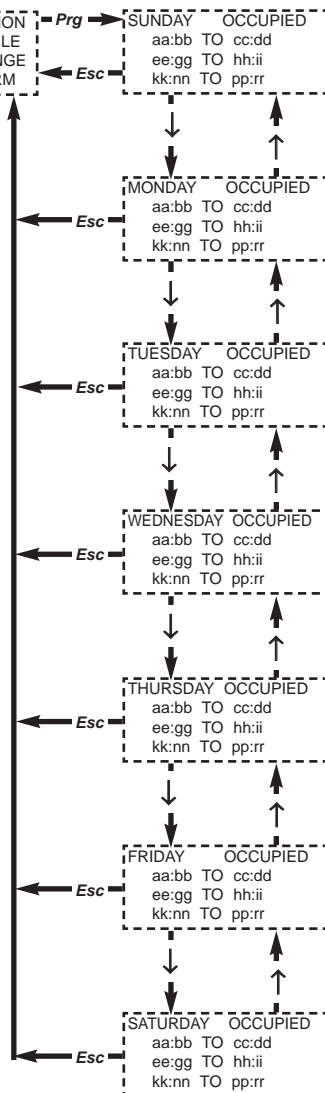 ION
LE
NGE
RM
Prg
Esc
SUNDAY OCCUPIED
aa:bb TO cc:dd
ee:gg TO hh:ii
kk:nn TO pp:rr
Esc
MONDAY OCCUPIED
aa:bb TO cc:dd
ee:gg TO hh:ii
kk:nn TO pp:rr
Esc
TUESDAY OCCUPIED
aa:bb TO cc:dd
ee:gg TO hh:ii
kk:nn TO pp:rr
Esc
WEDNESDAY OCCUPIED
aa:bb TO cc:dd
ee:gg TO hh:ii
kk:nn TO pp:rr
Esc
THURSDAY OCCUPIED
aa:bb TO cc:dd
ee:gg TO hh:ii
kk:nn TO pp:rr
Esc
FRIDAY OCCUPIED
aa:bb TO cc:dd
ee:gg TO hh:ii
kk:nn TO pp:rr
Esc
SATURDAY OCCUPIED
aa:bb TO cc:dd
ee:gg TO hh:ii
kk:nn TO pp:rr